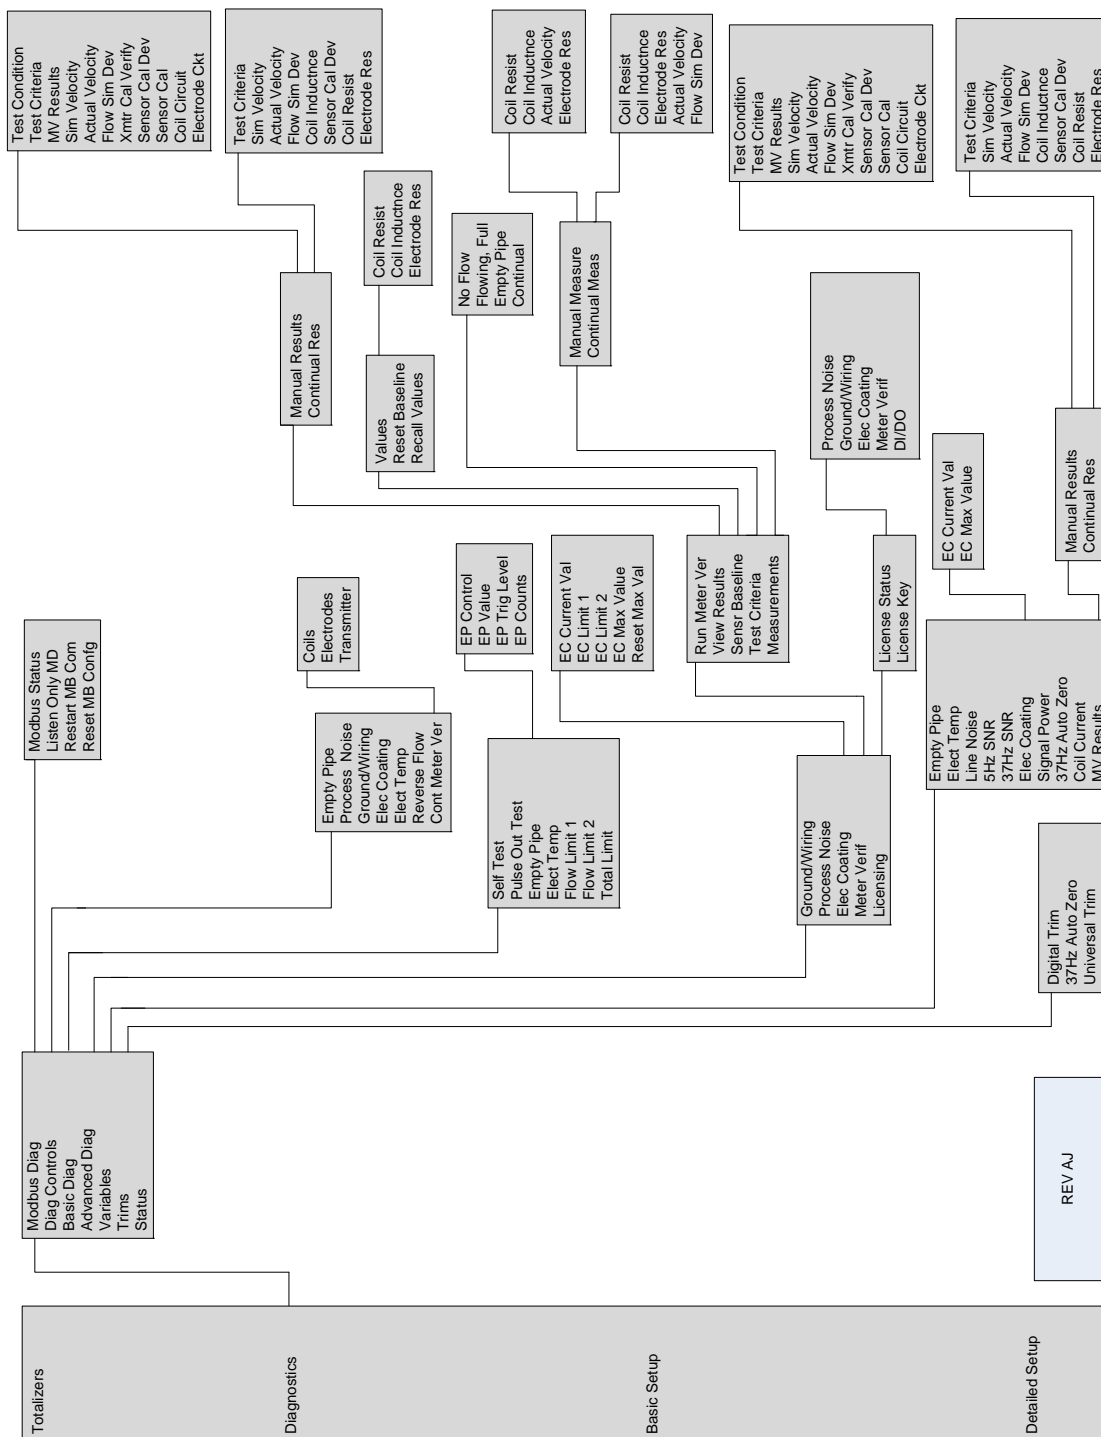 Totalizers
Diagnostics
Basic Setup
Detailed Setup
Modbus Diag
Diag Controls
Basic Diag
Advanced Diag
Variables
Trims
Status
REV AJ
Modbus Status
Listen Only MD
Restart MB Com
Reset MB Confg
Empty Pipe
Process Noise
Ground/Wiring
Elec Coating
Elect Temp
Reverse Flow
Cont Meter Ver
Coils
Electrodes
Transmitter
Self Test
Pulse Out Test
Empty Pipe
Elect Temp
Flow Limit 1
Flow Limit 2
Total Limit
EP Control
EP Value
EP Trig Level
EP Counts
Ground/Wiring
Process Noise
Elec Coating
Meter Verif
Licensing
EC Current Val
EC Limit 1
EC Limit 2
EC Max Value
Reset Max Val
Run Meter Ver
View Results
Sensr Baseline
Test Criteria
Measurements
License Status
License Key
Process Noise
Ground/Wiring
Elec Coating
Meter Verif
DI/DO
Manual Results
Continual Res
Test Condition
Test Criteria
MV Results
Sim Velocity
Actual Velocity
Flow Sim Dev
Xmtr Cal Verify
Sensor Cal Dev
Sensor Cal
Coil Circuit
Electrode Ckt
Test Criteria
Sim Velocity
Actual Velocity
Flow Sim Dev
Coil Inductnce
Sensor Cal Dev
Coil Resist
Electrode Res
Values
Reset Baseline
Recall Values
Coil Resist
Coil Inductnce
Electrode Res
No Flow
Flowing, Full
Empty Pipe
Continual
Manual Measure
Continual Meas
Coil Resist
Coil Inductnce
Actual Velocity
Electrode Res
Coil Resist
Coil Inductnce
Electrode Res
Actual Velocity
Flow Sim Dev
Digital Trim
37Hz Auto Zero
Universal Trim
Empty Pipe
Elect Temp
Line Noise
5Hz SNR
37Hz SNR
Elec Coating
Signal Power
37Hz Auto Zero
Coil Current
MV Results
EC Current Val
EC Max Value
Manual Results
Continual Res
Test Condition
Test Criteria
MV Results
Sim Velocity
Actual Velocity
Flow Sim Dev
Xmtr Cal Verify
Sensor Cal Dev
Sensor Cal
Coil Circuit
Electrode Ckt
Test Criteria
Sim Velocity
Actual Velocity
Flow Sim Dev
Coil Inductnce
Sensor Cal Dev
Coil Resist
Electrode Res